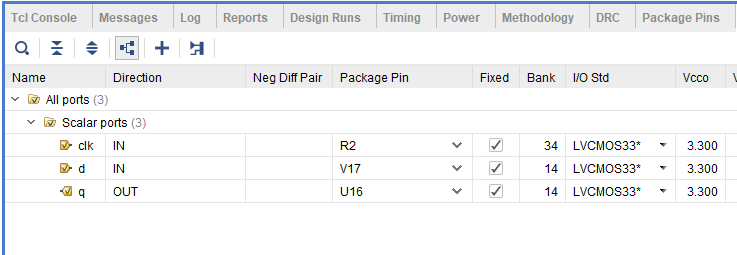 Tcl Console Messages Log Reports Design Runs Timing Power Methodology DRC Package Pins
Name Direction Neg Diff Pair Package Pin Fixed Bank I/O Std Vcco V
All ports (3)
Scalar ports (3)
clk IN R2 34 LVCMOS33* 3.300
d IN V17 14 LVCMOS33* 3.300
q OUT U16 14 LVCMOS33* 3.300